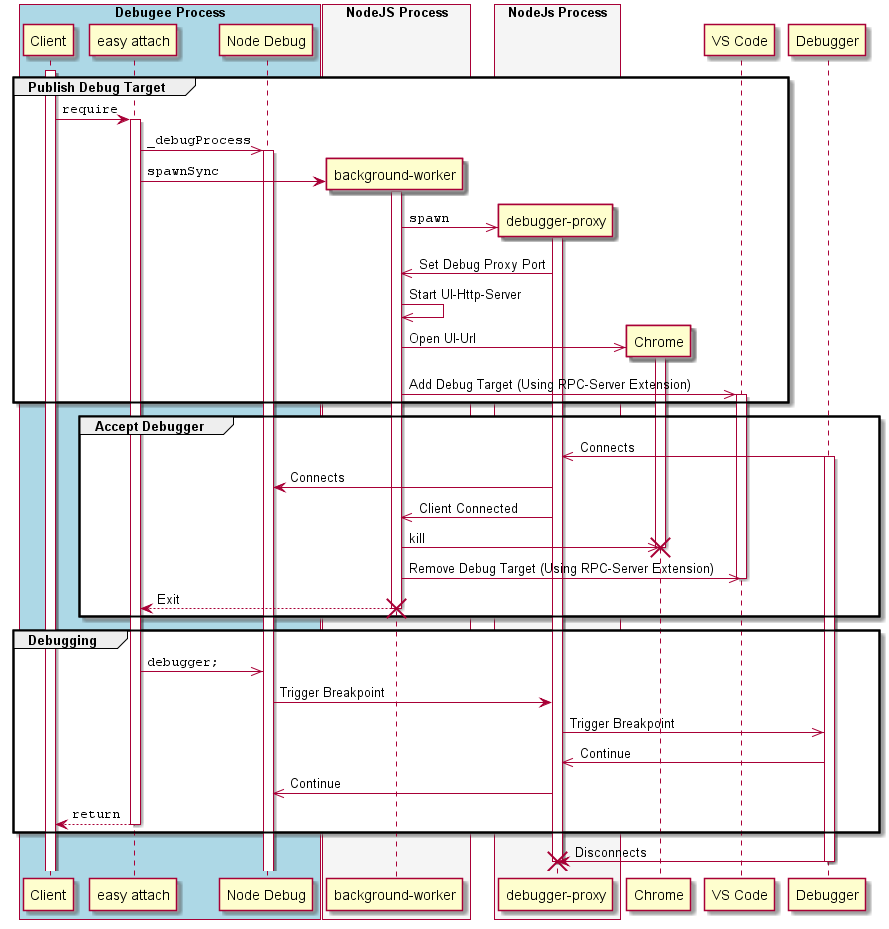 Debugee Process
NodeJS Process
NodeJs Process
Client
easy attach
Node Debug
VS Code
Debugger
Publish Debug Target
require
_debugProcess
spawnSync
background-worker
spawn
debugger-proxy
Set Debug Proxy Port
Start UI-Http-Server
Open UI-Url
Chrome
Add Debug Target (Using RPC-Server Extension)
Accept Debugger
Connects
Connects
Client Connected
kill
Remove Debug Target (Using RPC-Server Extension)
Exit
Debugging
debugger;
Trigger Breakpoint
Trigger Breakpoint
Continue
Continue
return
Disconnects
Client
easy attach
Node Debug
background-worker
debugger-proxy
Chrome
VS Code
Debugger